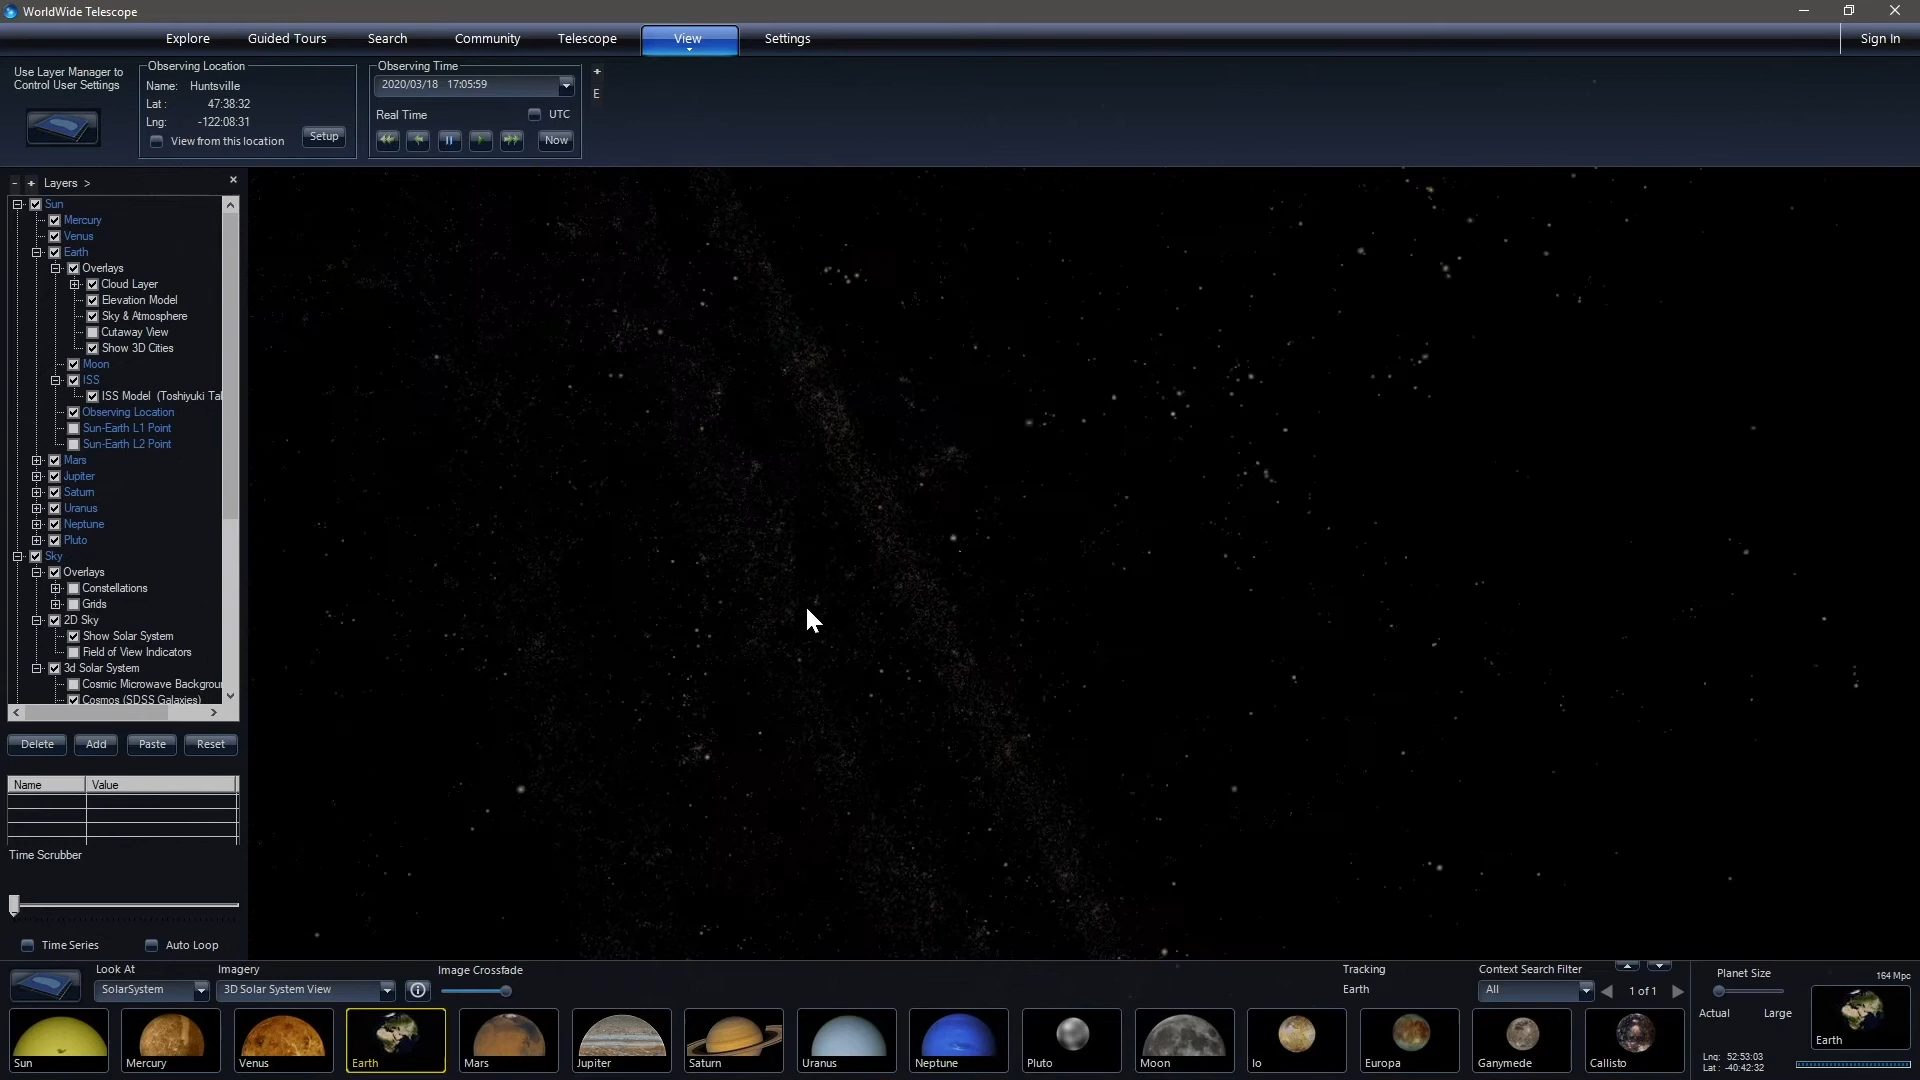 WorldWide Telescope
Explore
Guided Tours
Search
Community
Telescope
View
Settings
Sign In
Use Layer Manager to
Control User Settings
Observing Location
Name: Huntsville
Lat : 47:38:32
Lng: -122:08:31
View from this location
Setup
Observing Time
2020/03/18 17:05:59
Real Time
UTC
Now
E
Layers >
Sun
Mercury
Venus
Earth
Overlays
Cloud Layer
Elevation Model
Sky & Atmosphere
Cutaway View
Show 3D Cities
Moon
ISS
ISS Model (Toshiyuki Tal
Observing Location
Sun-Earth L1 Point
Sun-Earth L2 Point
Mars
Jupiter
Saturn
Uranus
Neptune
Pluto
Sky
Overlays
Constellations
Grids
2D Sky
Show Solar System
Field of View Indicators
3d Solar System
Cosmic Microwave Backgroun
Cosmos (SDSS Galaxies)
Delete
Add
Paste
Reset
Name Value
Time Scrubber
Time Series
Auto Loop
Look At
SolarSystem
Imagery
3D Solar System View
Image Crossfade
Tracking
Earth
Context Search Filter
All
1 of 1
Planet Size
Actual Large
164 Mpc
Earth
Lng: 52:53:03
Lat : -40:42:32
Sun
Mercury
Venus
Earth
Mars
Jupiter
Saturn
Uranus
Neptune
Pluto
Moon
Io
Europa
Ganymede
Callisto